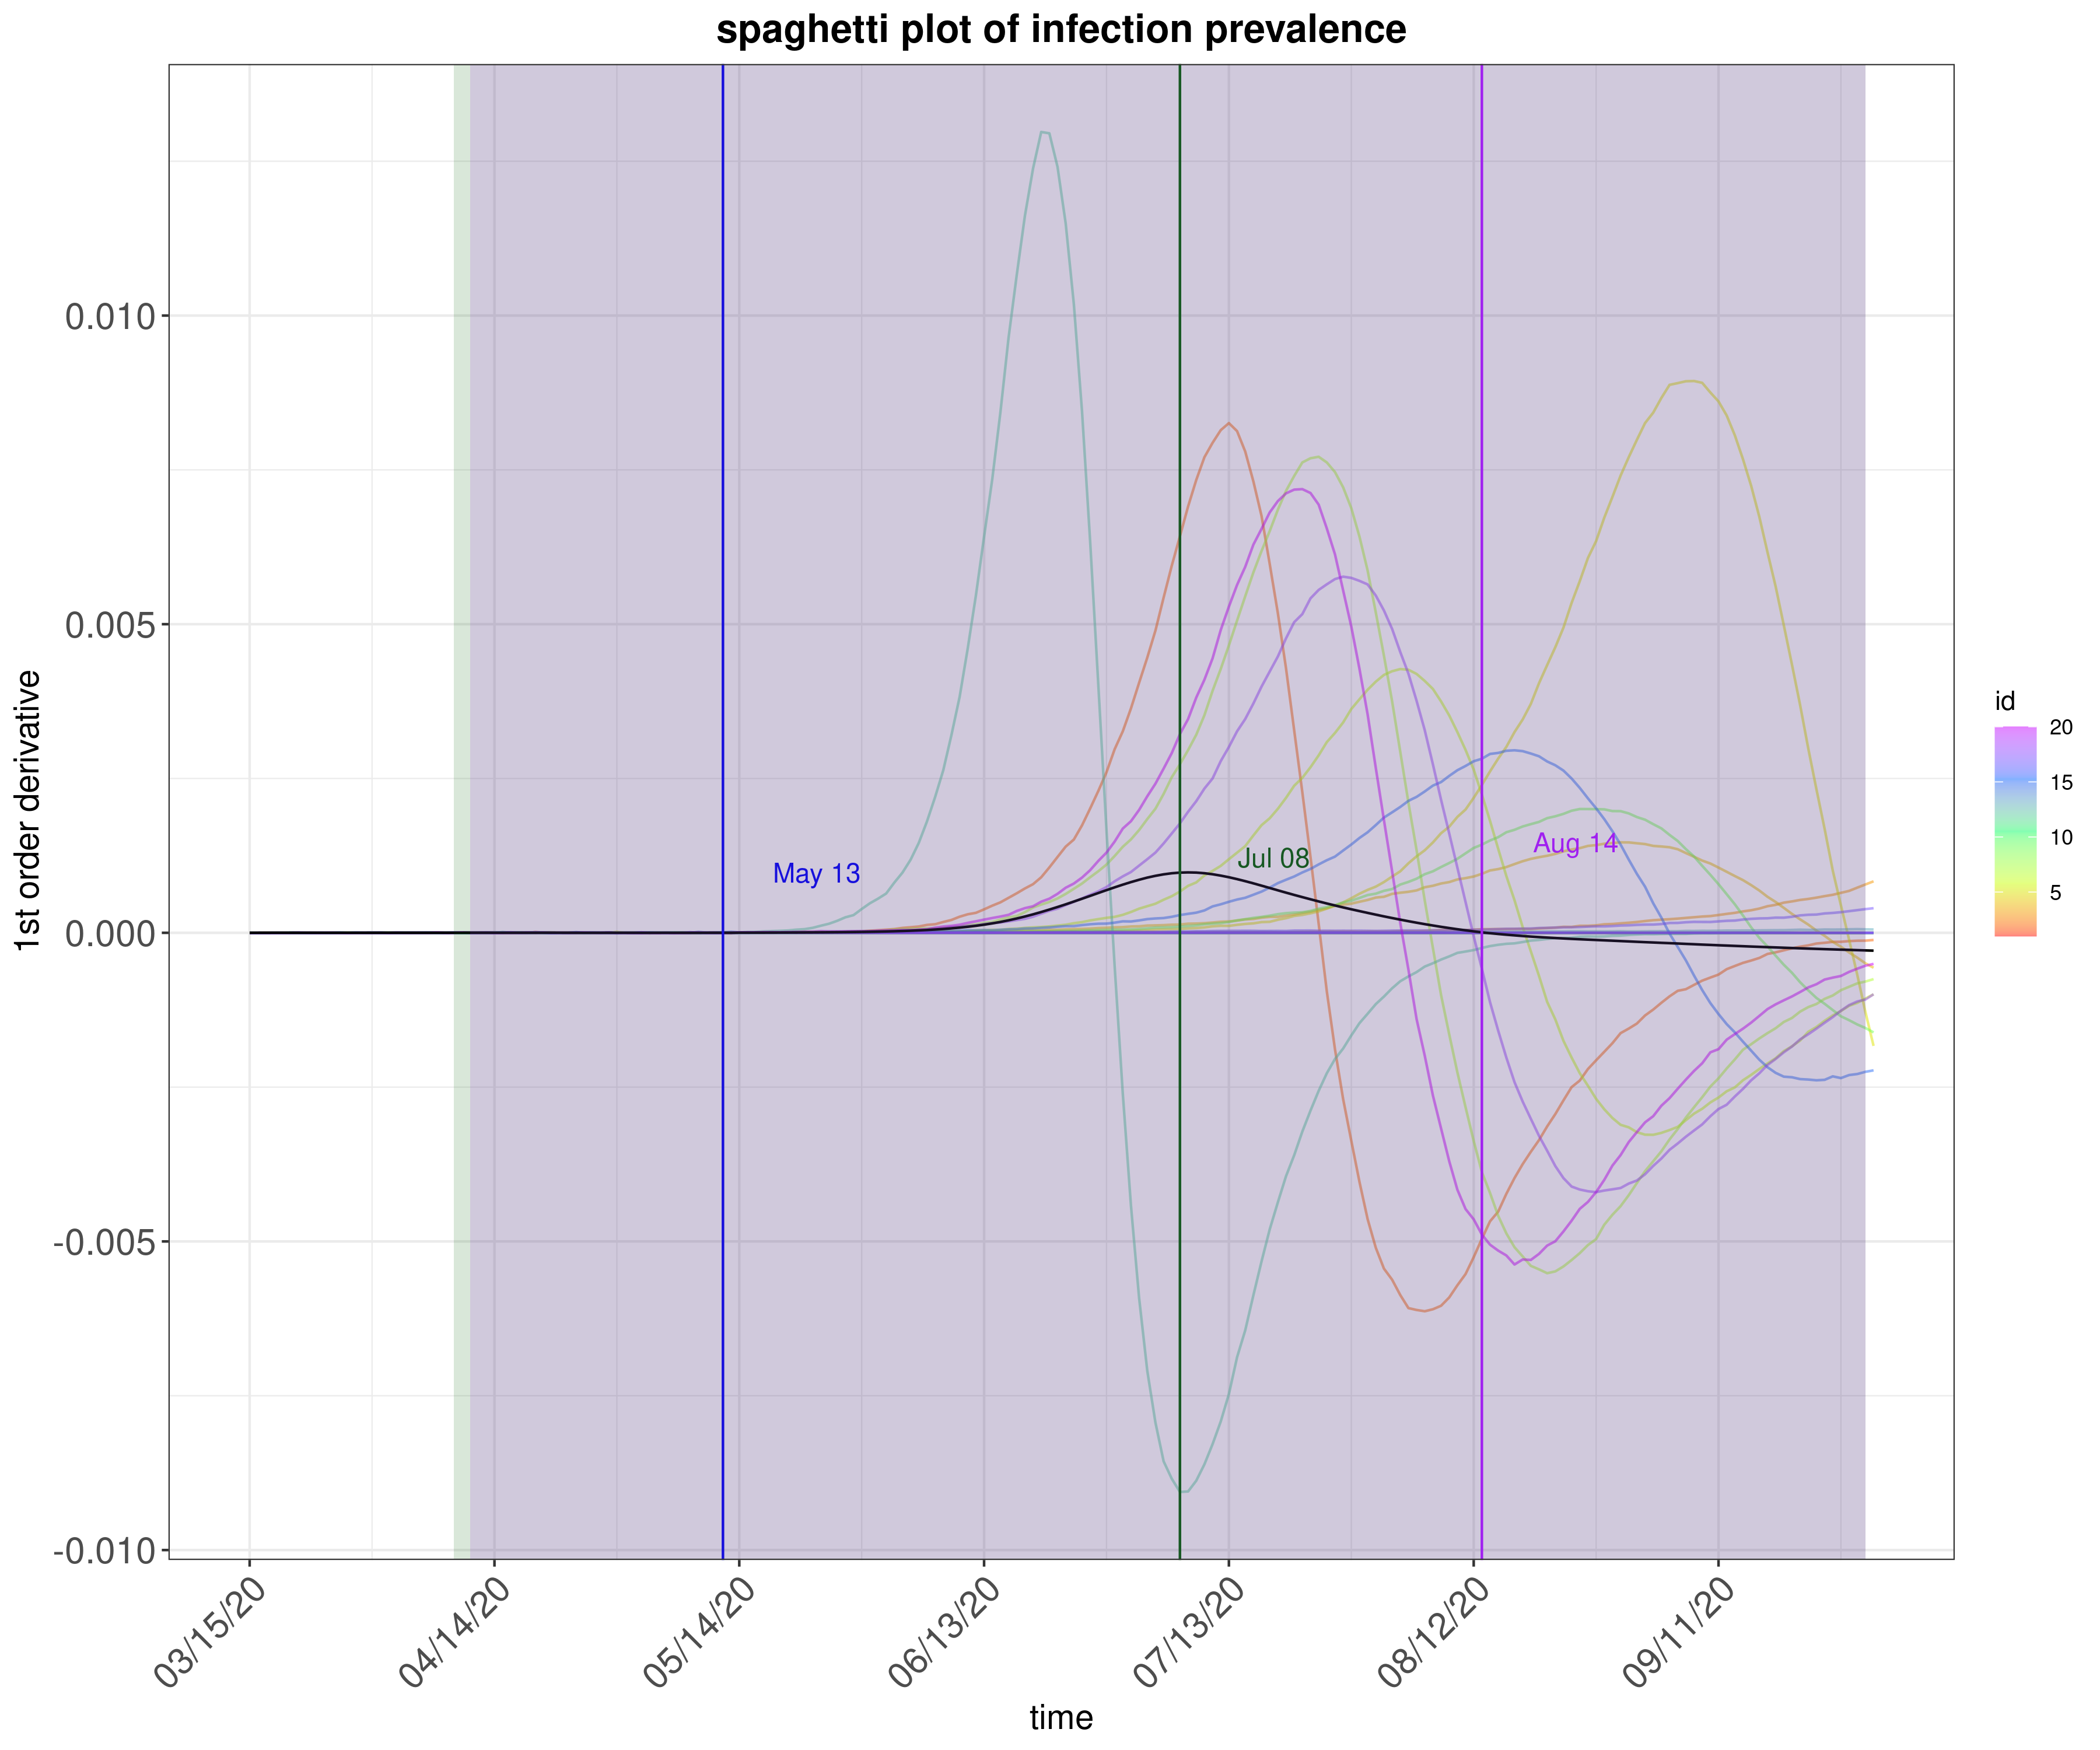 spaghetti plot of infection prevalence
1st order derivative
0.010
0.005
0.000
-0.005
-0.010
May 13
Jul 08
Aug 14
03/15/20
04/14/20
05/14/20
06/13/20
07/13/20
08/12/20
09/11/20
time
id
20
15
10
5